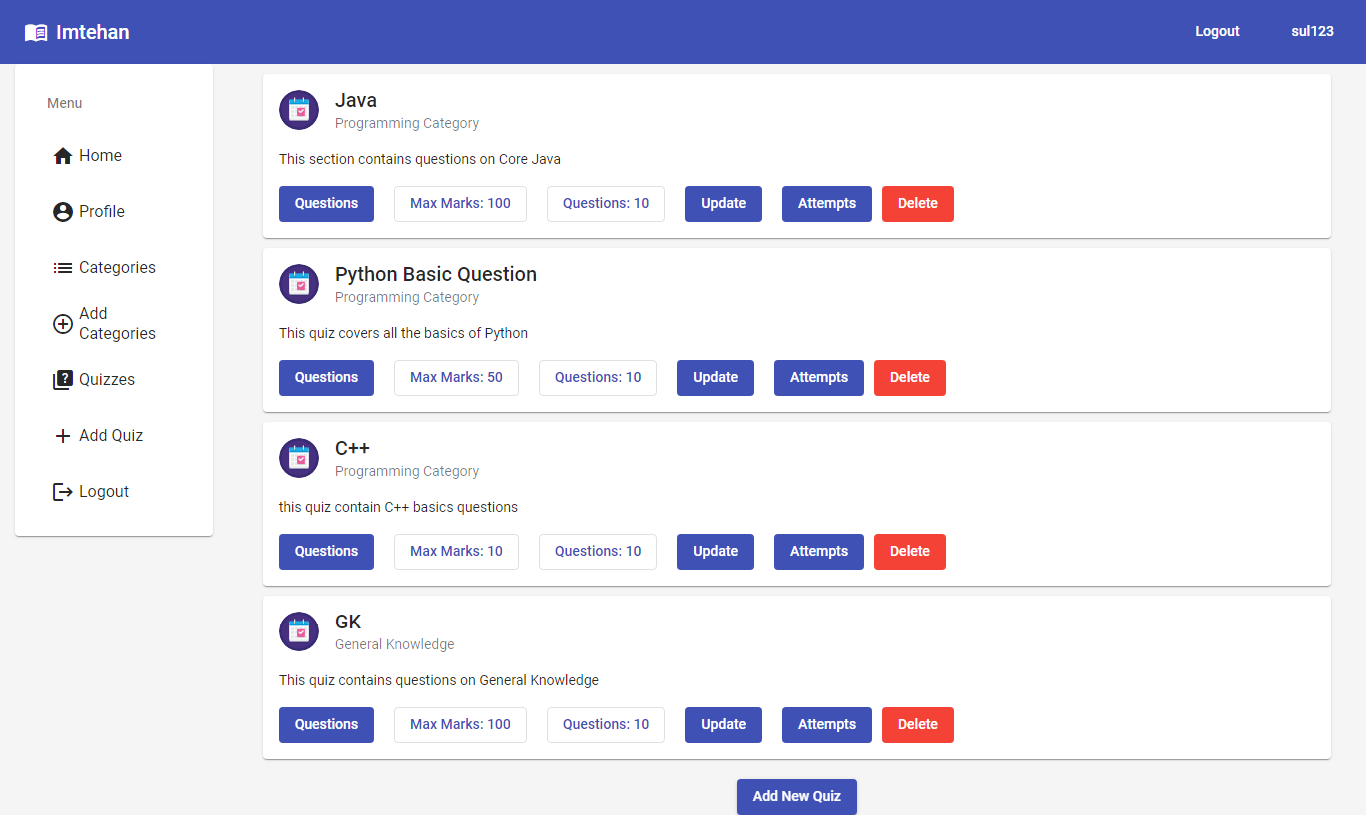 Imtehan
Logout sul123
Menu
Home
Profile
Categories
Add
Categories
Quizzes
Add Quiz
Logout
Java
Programming Category
This section contains questions on Core Java
Questions Max Marks: 100 Questions: 10 Update Attempts Delete
Python Basic Question
Programming Category
This quiz covers all the basics of Python
Questions Max Marks: 50 Questions: 10 Update Attempts Delete
C++
Programming Category
this quiz contain C++ basics questions
Questions Max Marks: 10 Questions: 10 Update Attempts Delete
GK
General Knowledge
This quiz contains questions on General Knowledge
Questions Max Marks: 100 Questions: 10 Update Attempts Delete
Add New Quiz